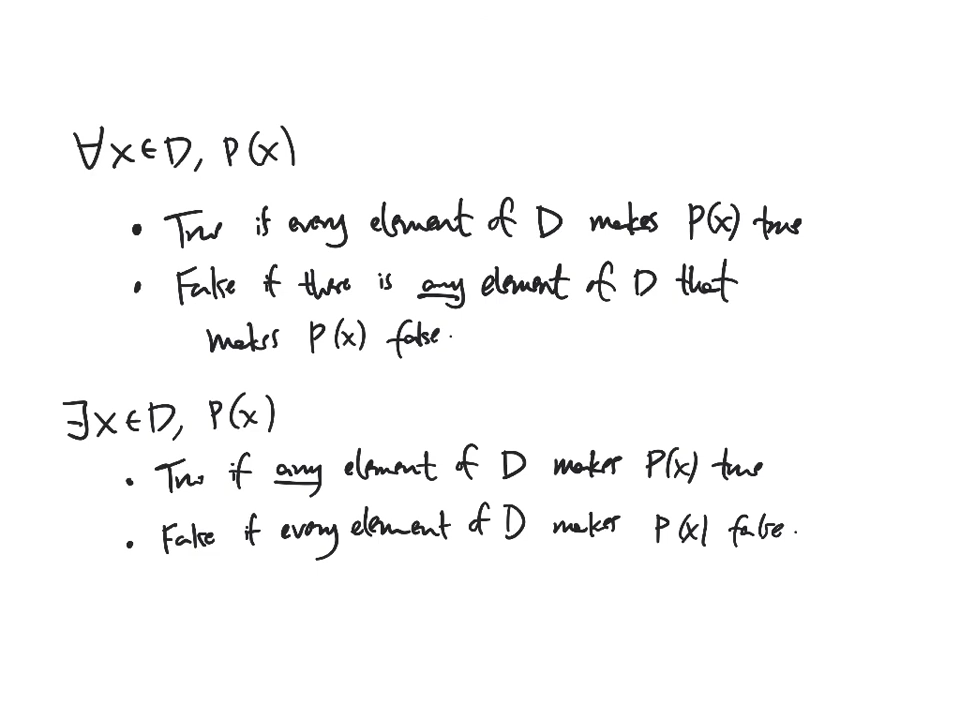 ∀x∈D, P(x)
• True if every element of D makes P(x) true
• False if there is any element of D that
makes P(x) false.
∃x∈D, P(x)
• True if any element of D makes P(x) true
• False if every element of D makes P(x) false.